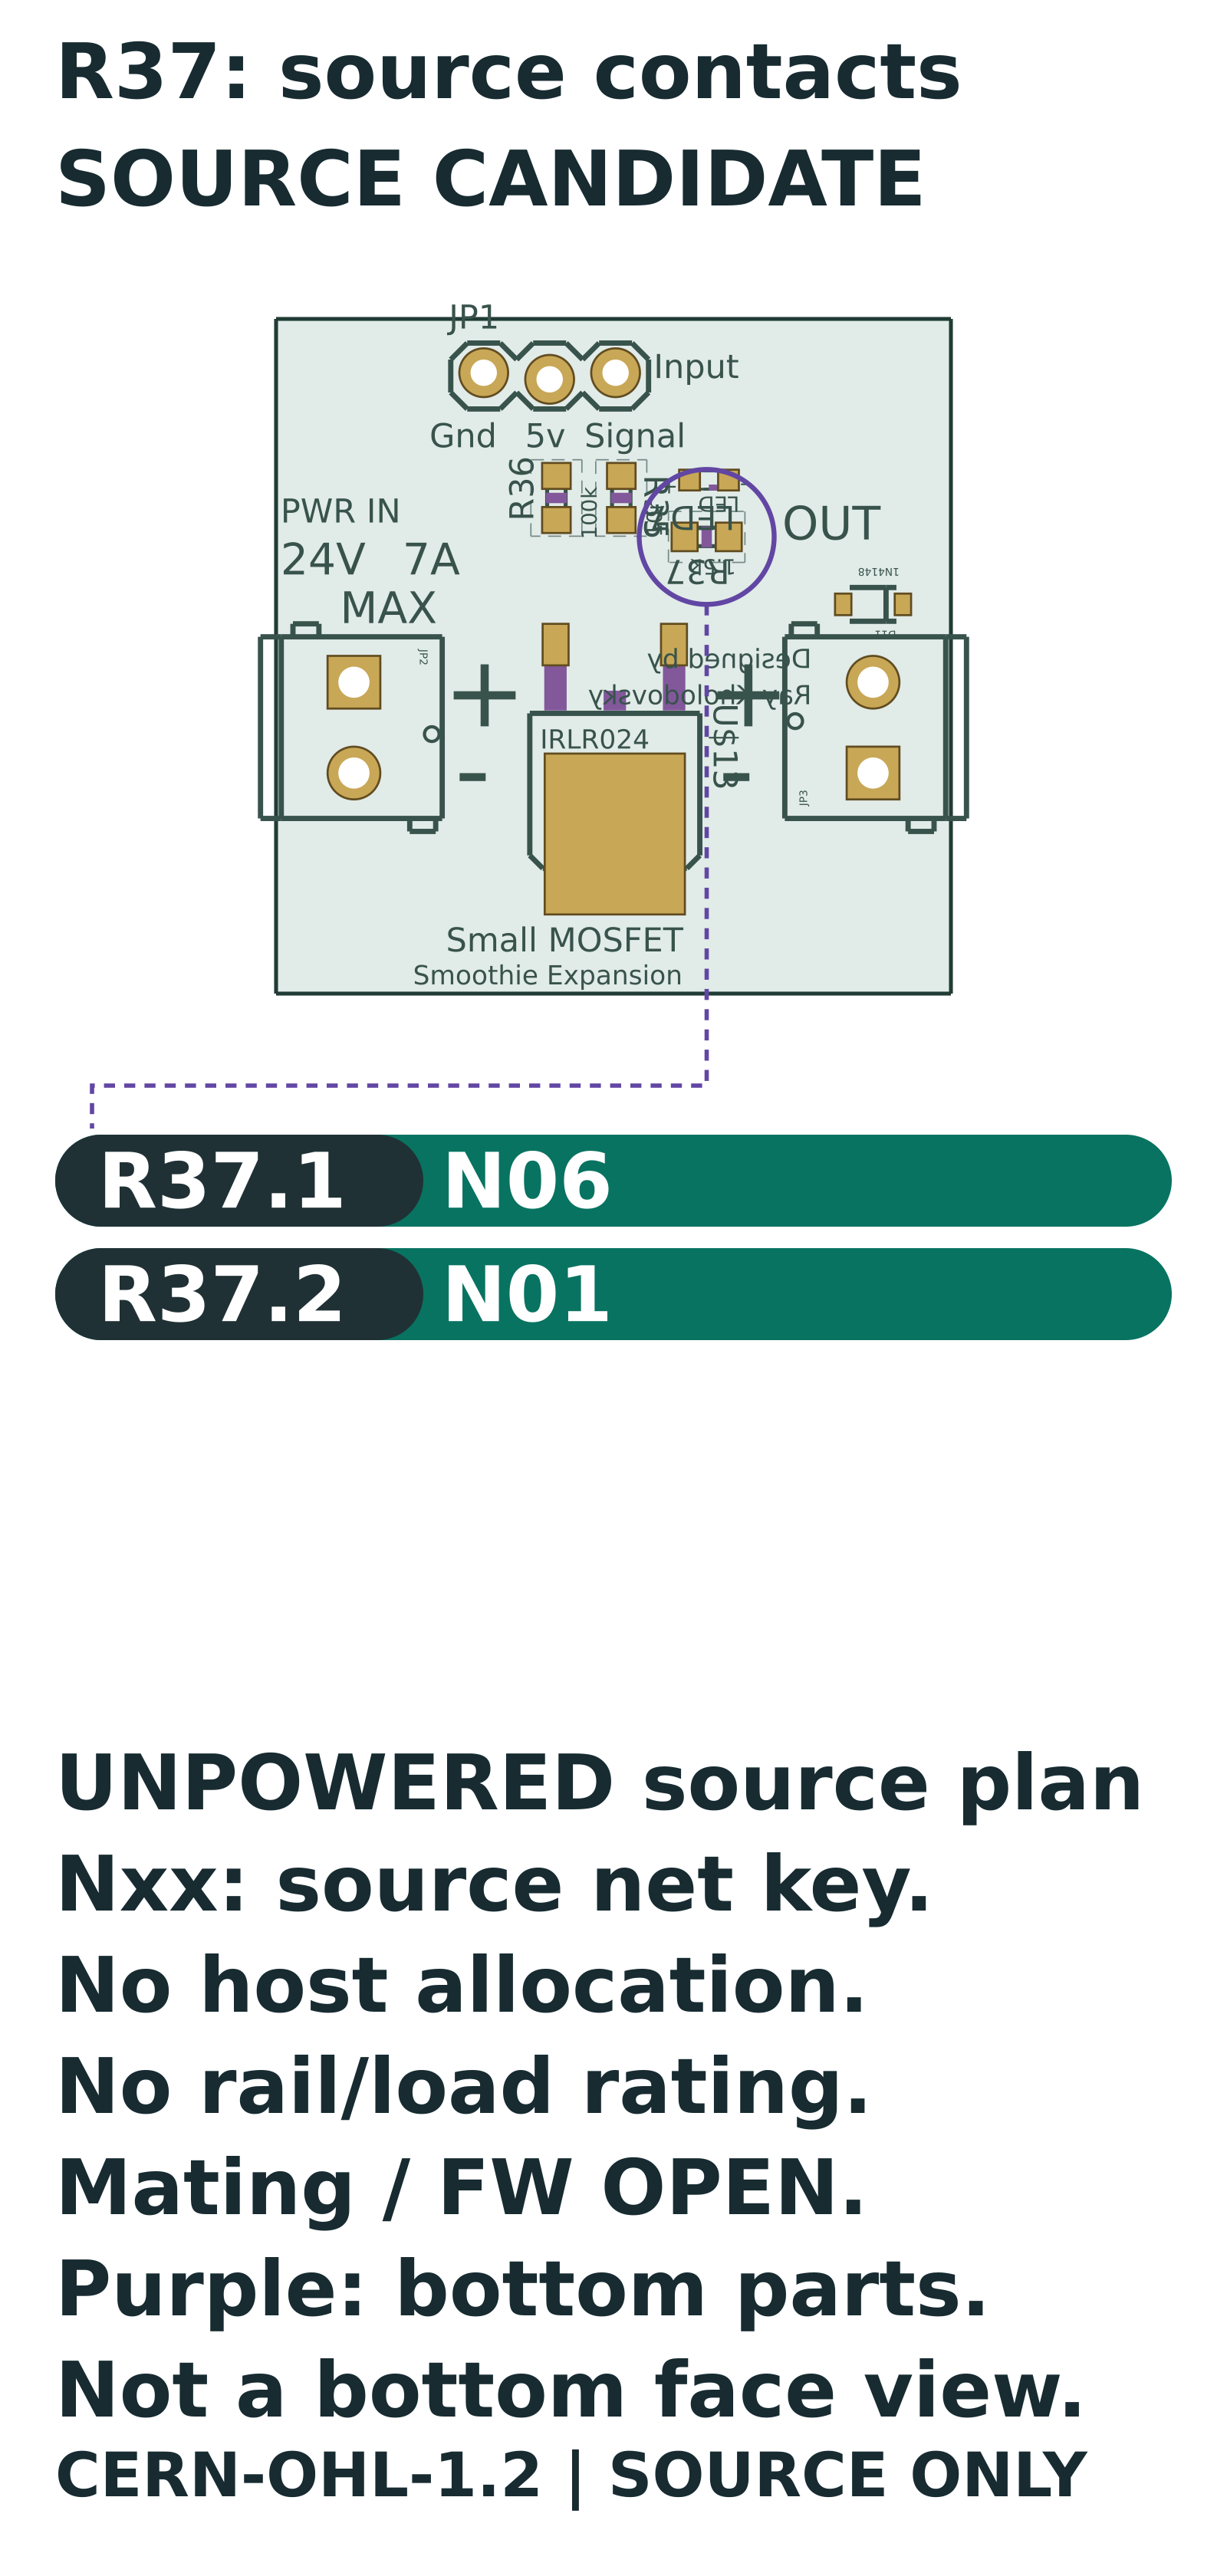 R37: source contacts
SOURCE CANDIDATE
JP1
Input
Gnd 5v Signal
R36
100k
LED
LED
PWR IN
OUT
24V 7A
R37
1N4148
MAX
D11
JP2
Designed by
Ray Kholodovsky
U$13
IRLR024
JP3
Small MOSFET
Smoothie Expansion
R37.1 N06
R37.2 N01
UNPOWERED source plan
Nxx: source net key.
No host allocation.
No rail/load rating.
Mating / FW OPEN.
Purple: bottom parts.
Not a bottom face view.
CERN-OHL-1.2 | SOURCE ONLY